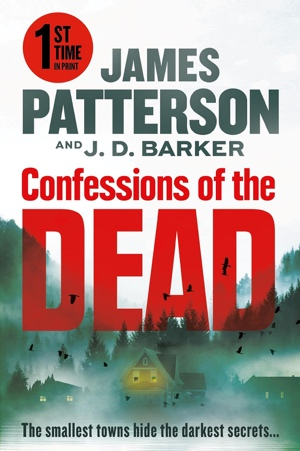 1ST
TIME
IN PRINT
JAMES
PATTERSON
AND J. D. BARKER
Confessions of the
DEAD
The smallest towns hide the darkest secrets...